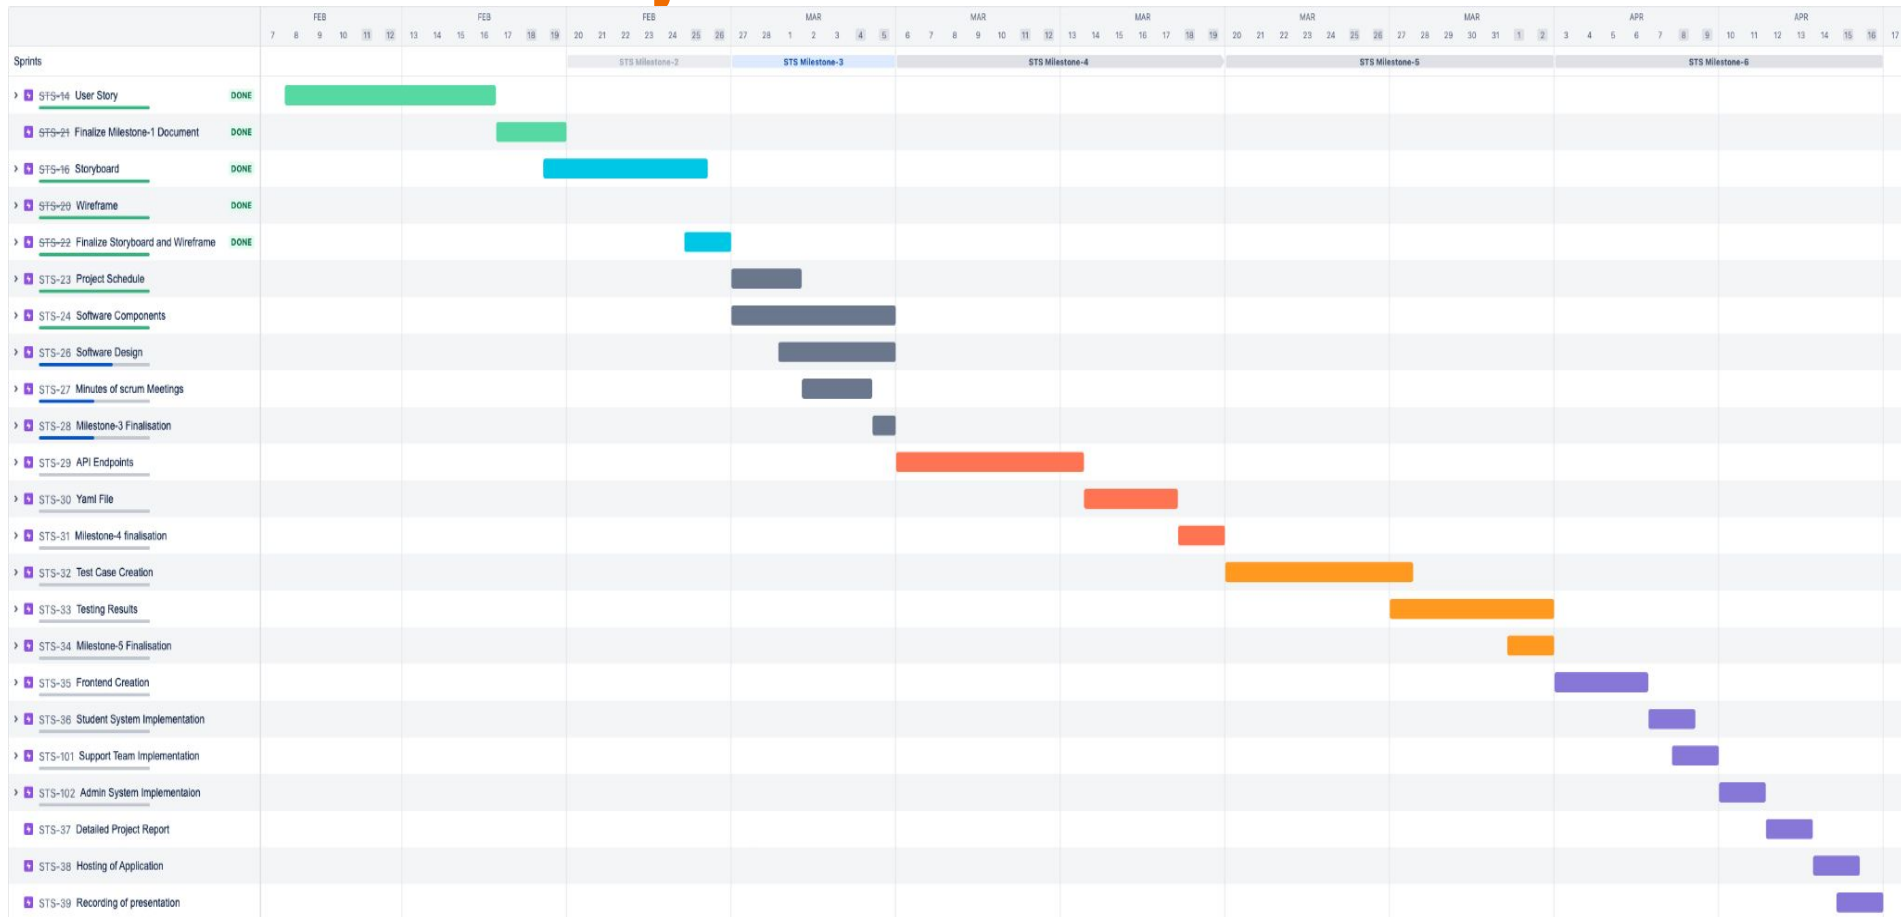 FEB FEB FEB MAR MAR MAR MAR MAR APR APR
7 8 9 10 11 12 13 14 15 16 17 18 19 20 21 22 23 24 25 26 27 28 1 2 3 4 5 6 7 8 9 10 11 12 13 14 15 16 17 18 19 20 21 22 23 24 25 26 27 28 29 30 31 1 2 3 4 5 6 7 8 9 10 11 12 13 14 15 16 17
Sprints STS Milestone-2 STS Milestone-3 STS Milestone-4 STS Milestone-5 STS Milestone-6
STS-14 User Story DONE
STS-21 Finalize Milestone-1 Document DONE
STS-16 Storyboard DONE
STS-20 Wireframe DONE
STS-22 Finalize Storyboard and Wireframe DONE
STS-23 Project Schedule
STS-24 Software Components
STS-26 Software Design
STS-27 Minutes of scrum Meetings
STS-28 Milestone-3 Finalisation
STS-29 API Endpoints
STS-30 Yaml File
STS-31 Milestone-4 finalisation
STS-32 Test Case Creation
STS-33 Testing Results
STS-34 Milestone-5 Finalisation
STS-35 Frontend Creation
STS-36 Student System Implementation
STS-101 Support Team Implementation
STS-102 Admin System Implementaion
STS-37 Detailed Project Report
STS-38 Hosting of Application
STS-39 Recording of presentation